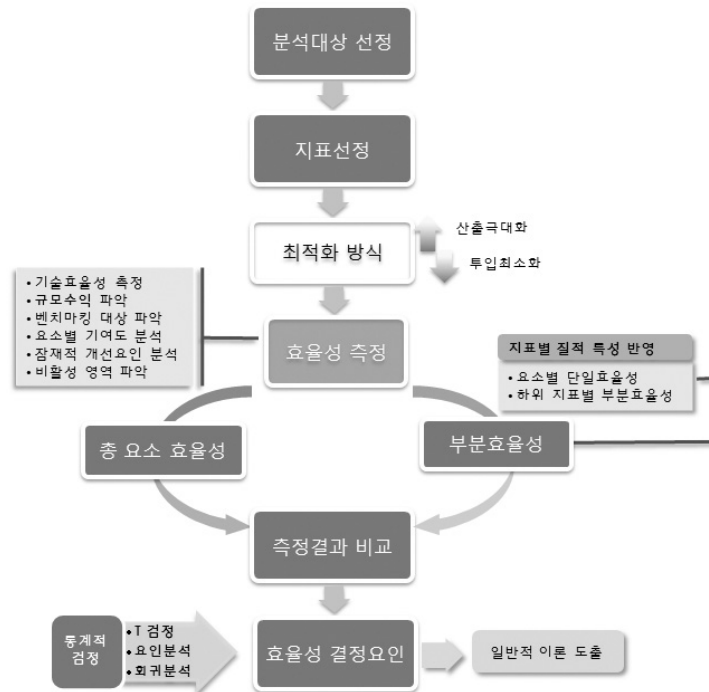 분석대상 선정
지표선정
최적화 방식
산출극대화
투입최소화
• 기술효율성 측정
• 규모수익 파악
• 벤치마킹 대상 파악
• 요소별 기여도 분석
• 잠재적 개선요인 분석
• 비활성 영역 파악
효율성 측정
지표별 질적 특성 반영
• 요소별 단일효율성
• 하위 지표별 부분효율성
총 요소 효율성
부분효율성
측정결과 비교
통계적
검정
• T 검정
• 요인분석
• 회귀분석
효율성 결정요인
일반적 이론 도출